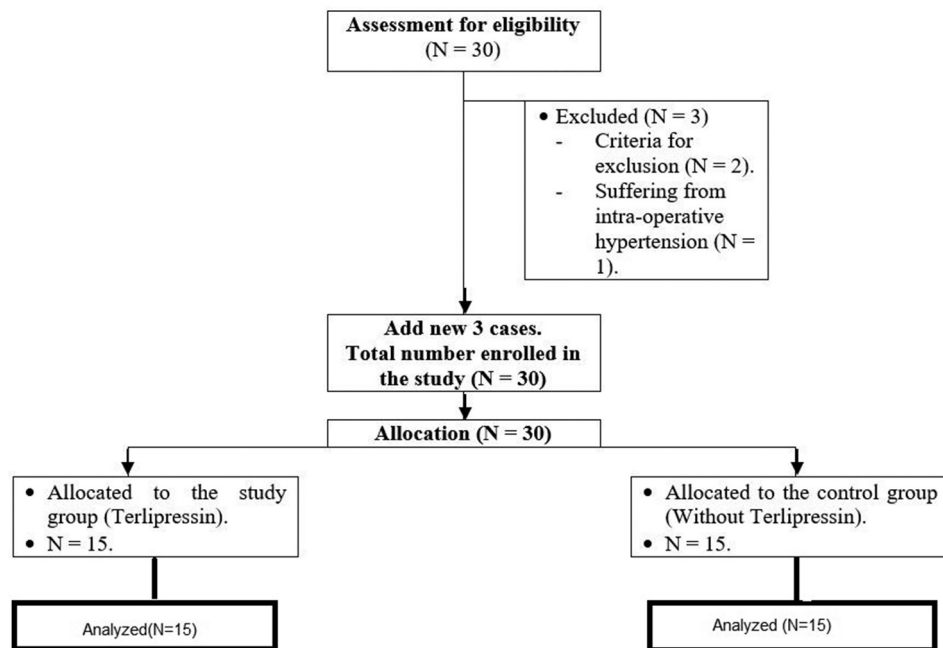 Assessment for eligibility
(N = 30)
• Excluded (N = 3)
- Criteria for
exclusion (N = 2).
- Suffering from
intra-operative
hypertension (N =
1).
Add new 3 cases.
Total number enrolled in
the study (N = 30)
Allocation (N = 30)
• Allocated to the study
group (Terlipressin).
• N = 15.
• Allocated to the control group
(Without Terlipressin).
• N = 15.
Analyzed(N=15)
Analyzed (N=15)